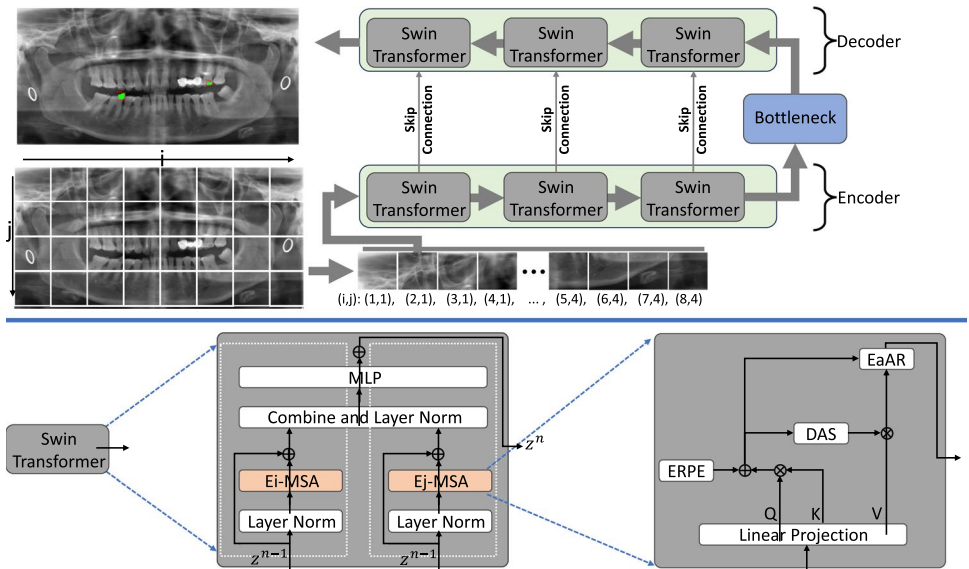 Swin
Transformer
Swin
Transformer
Swin
Transformer
Decoder
Skip
Connection
Skip
Connection
Skip
Connection
Bottleneck
i
j
Swin
Transformer
Swin
Transformer
Swin
Transformer
Encoder
(i,j): (1,1), (2,1), (3,1), (4,1), ... , (5,4), (6,4), (7,4), (8,4)
Swin
Transformer
MLP
Combine and Layer Norm
Ei-MSA
Ej-MSA
Layer Norm
Layer Norm
zⁿ⁻¹
zⁿ⁻¹
zⁿ
EaAR
DAS
ERPE
Q
K
V
Linear Projection